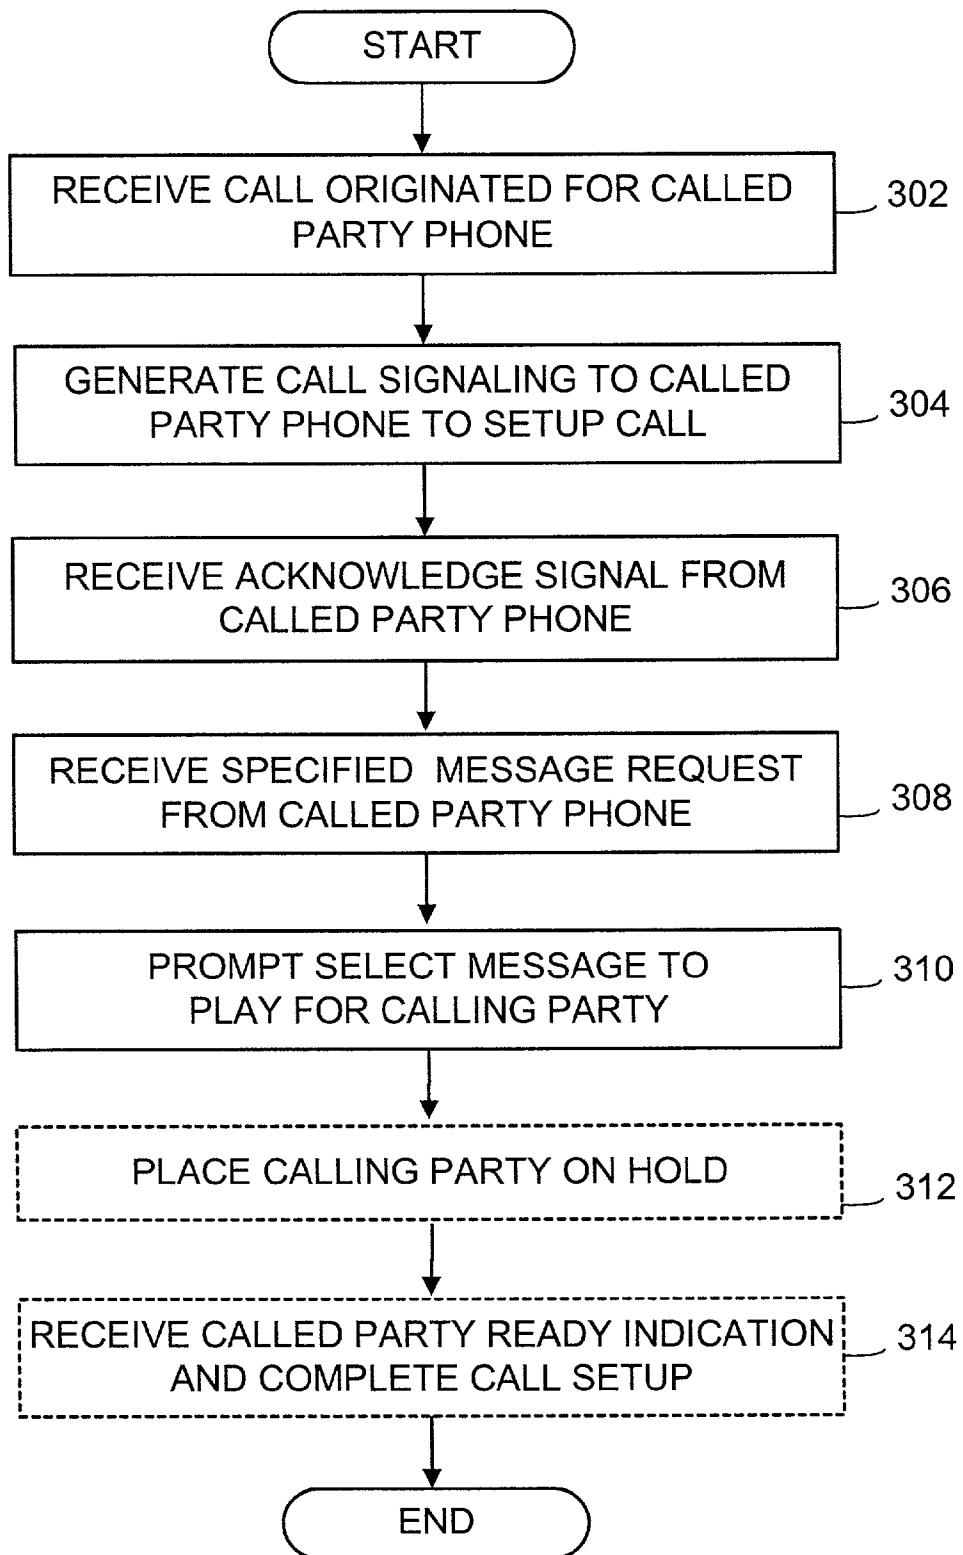 START
RECEIVE CALL ORIGINATED FOR CALLED
PARTY PHONE
302
GENERATE CALL SIGNALING TO CALLED
PARTY PHONE TO SETUP CALL
304
RECEIVE ACKNOWLEDGE SIGNAL FROM
CALLED PARTY PHONE
306
RECEIVE SPECIFIED MESSAGE REQUEST
FROM CALLED PARTY PHONE
308
PROMPT SELECT MESSAGE TO
PLAY FOR CALLING PARTY
310
PLACE CALLING PARTY ON HOLD
312
RECEIVE CALLED PARTY READY INDICATION
AND COMPLETE CALL SETUP
314
END